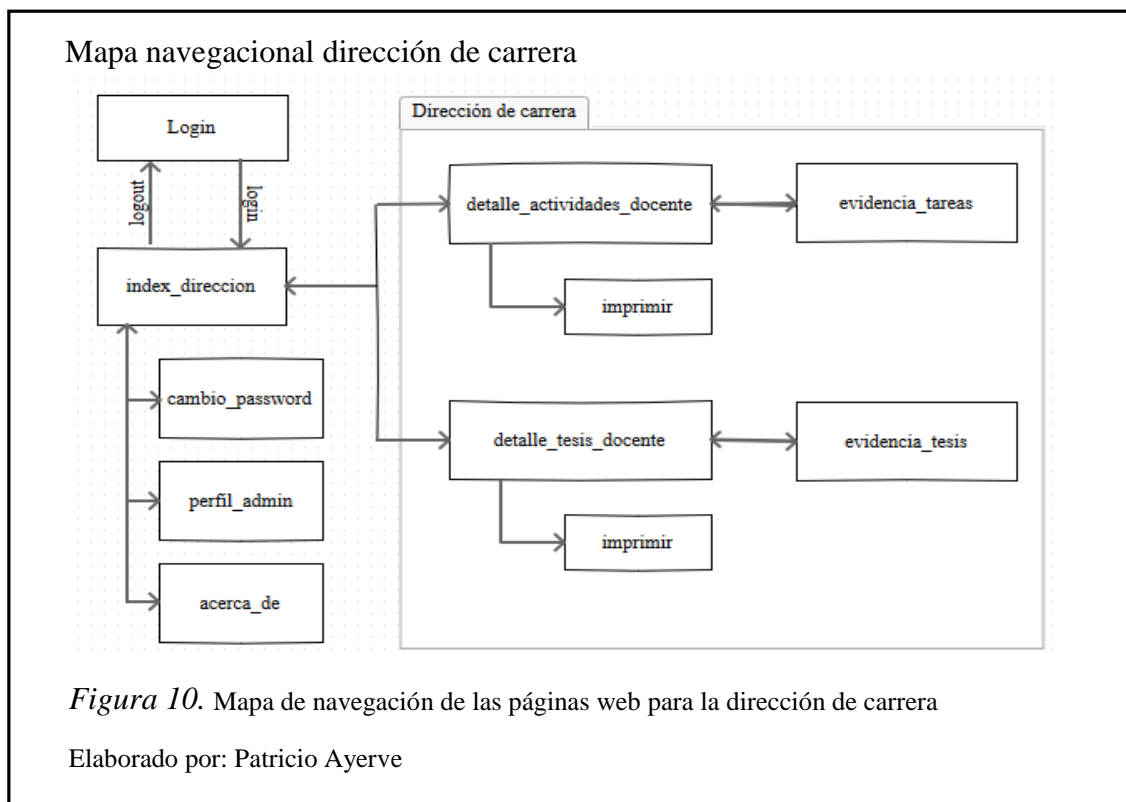 Mapa navegacional dirección de carrera
Login
logout
login
index_direccion
cambio_password
perfil_admin
acerca_de
Dirección de carrera
detalle_actividades_docente
evidencia_tareas
imprimir
detalle_tesis_docente
evidencia_tesis
imprimir
Figura 10. Mapa de navegación de las páginas web para la dirección de carrera
Elaborado por: Patricio Ayerve